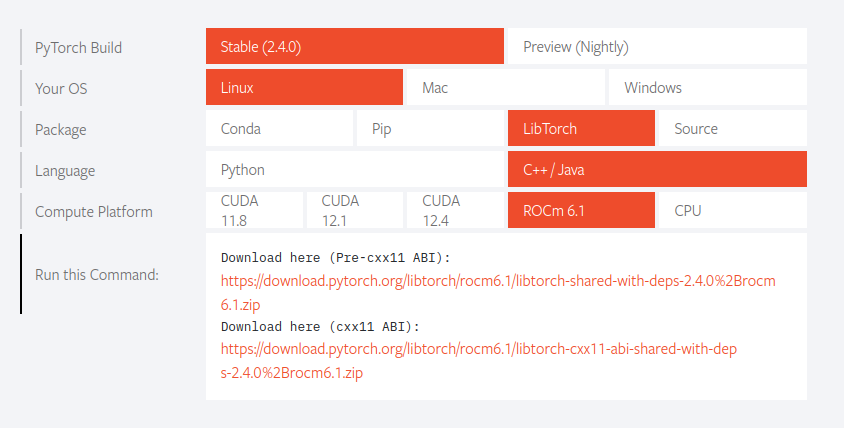 PyTorch Build
Stable (2.4.0)
Preview (Nightly)
Your OS
Linux
Mac
Windows
Package
Conda
Pip
LibTorch
Source
Language
Python
C++ / Java
Compute Platform
CUDA
11.8
CUDA
12.1
CUDA
12.4
ROCm 6.1
CPU
Run this Command:
Download here (Pre-cxx11 ABI):
https://download.pytorch.org/libtorch/rocm6.1/libtorch-shared-with-deps-2.4.0%2Brocm
6.1.zip
Download here (cxx11 ABI):
https://download.pytorch.org/libtorch/rocm6.1/libtorch-cxx11-abi-shared-with-dep
s-2.4.0%2Brocm6.1.zip